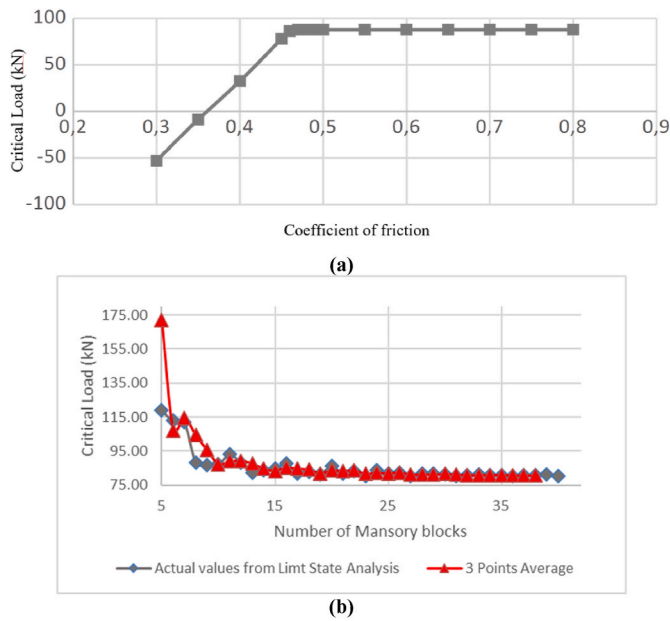 100
50
0
-50
-100
0,2 0,3 0,4 0,5 0,6 0,7 0,8 0,9
Critical Load (kN)
Coefficient of friction
(a)
175.00
155.00
135.00
115.00
95.00
75.00
Critical Load (kN)
5 15 25 35
Number of Mansory blocks
Actual values from Limt State Analysis 3 Points Average
(b)